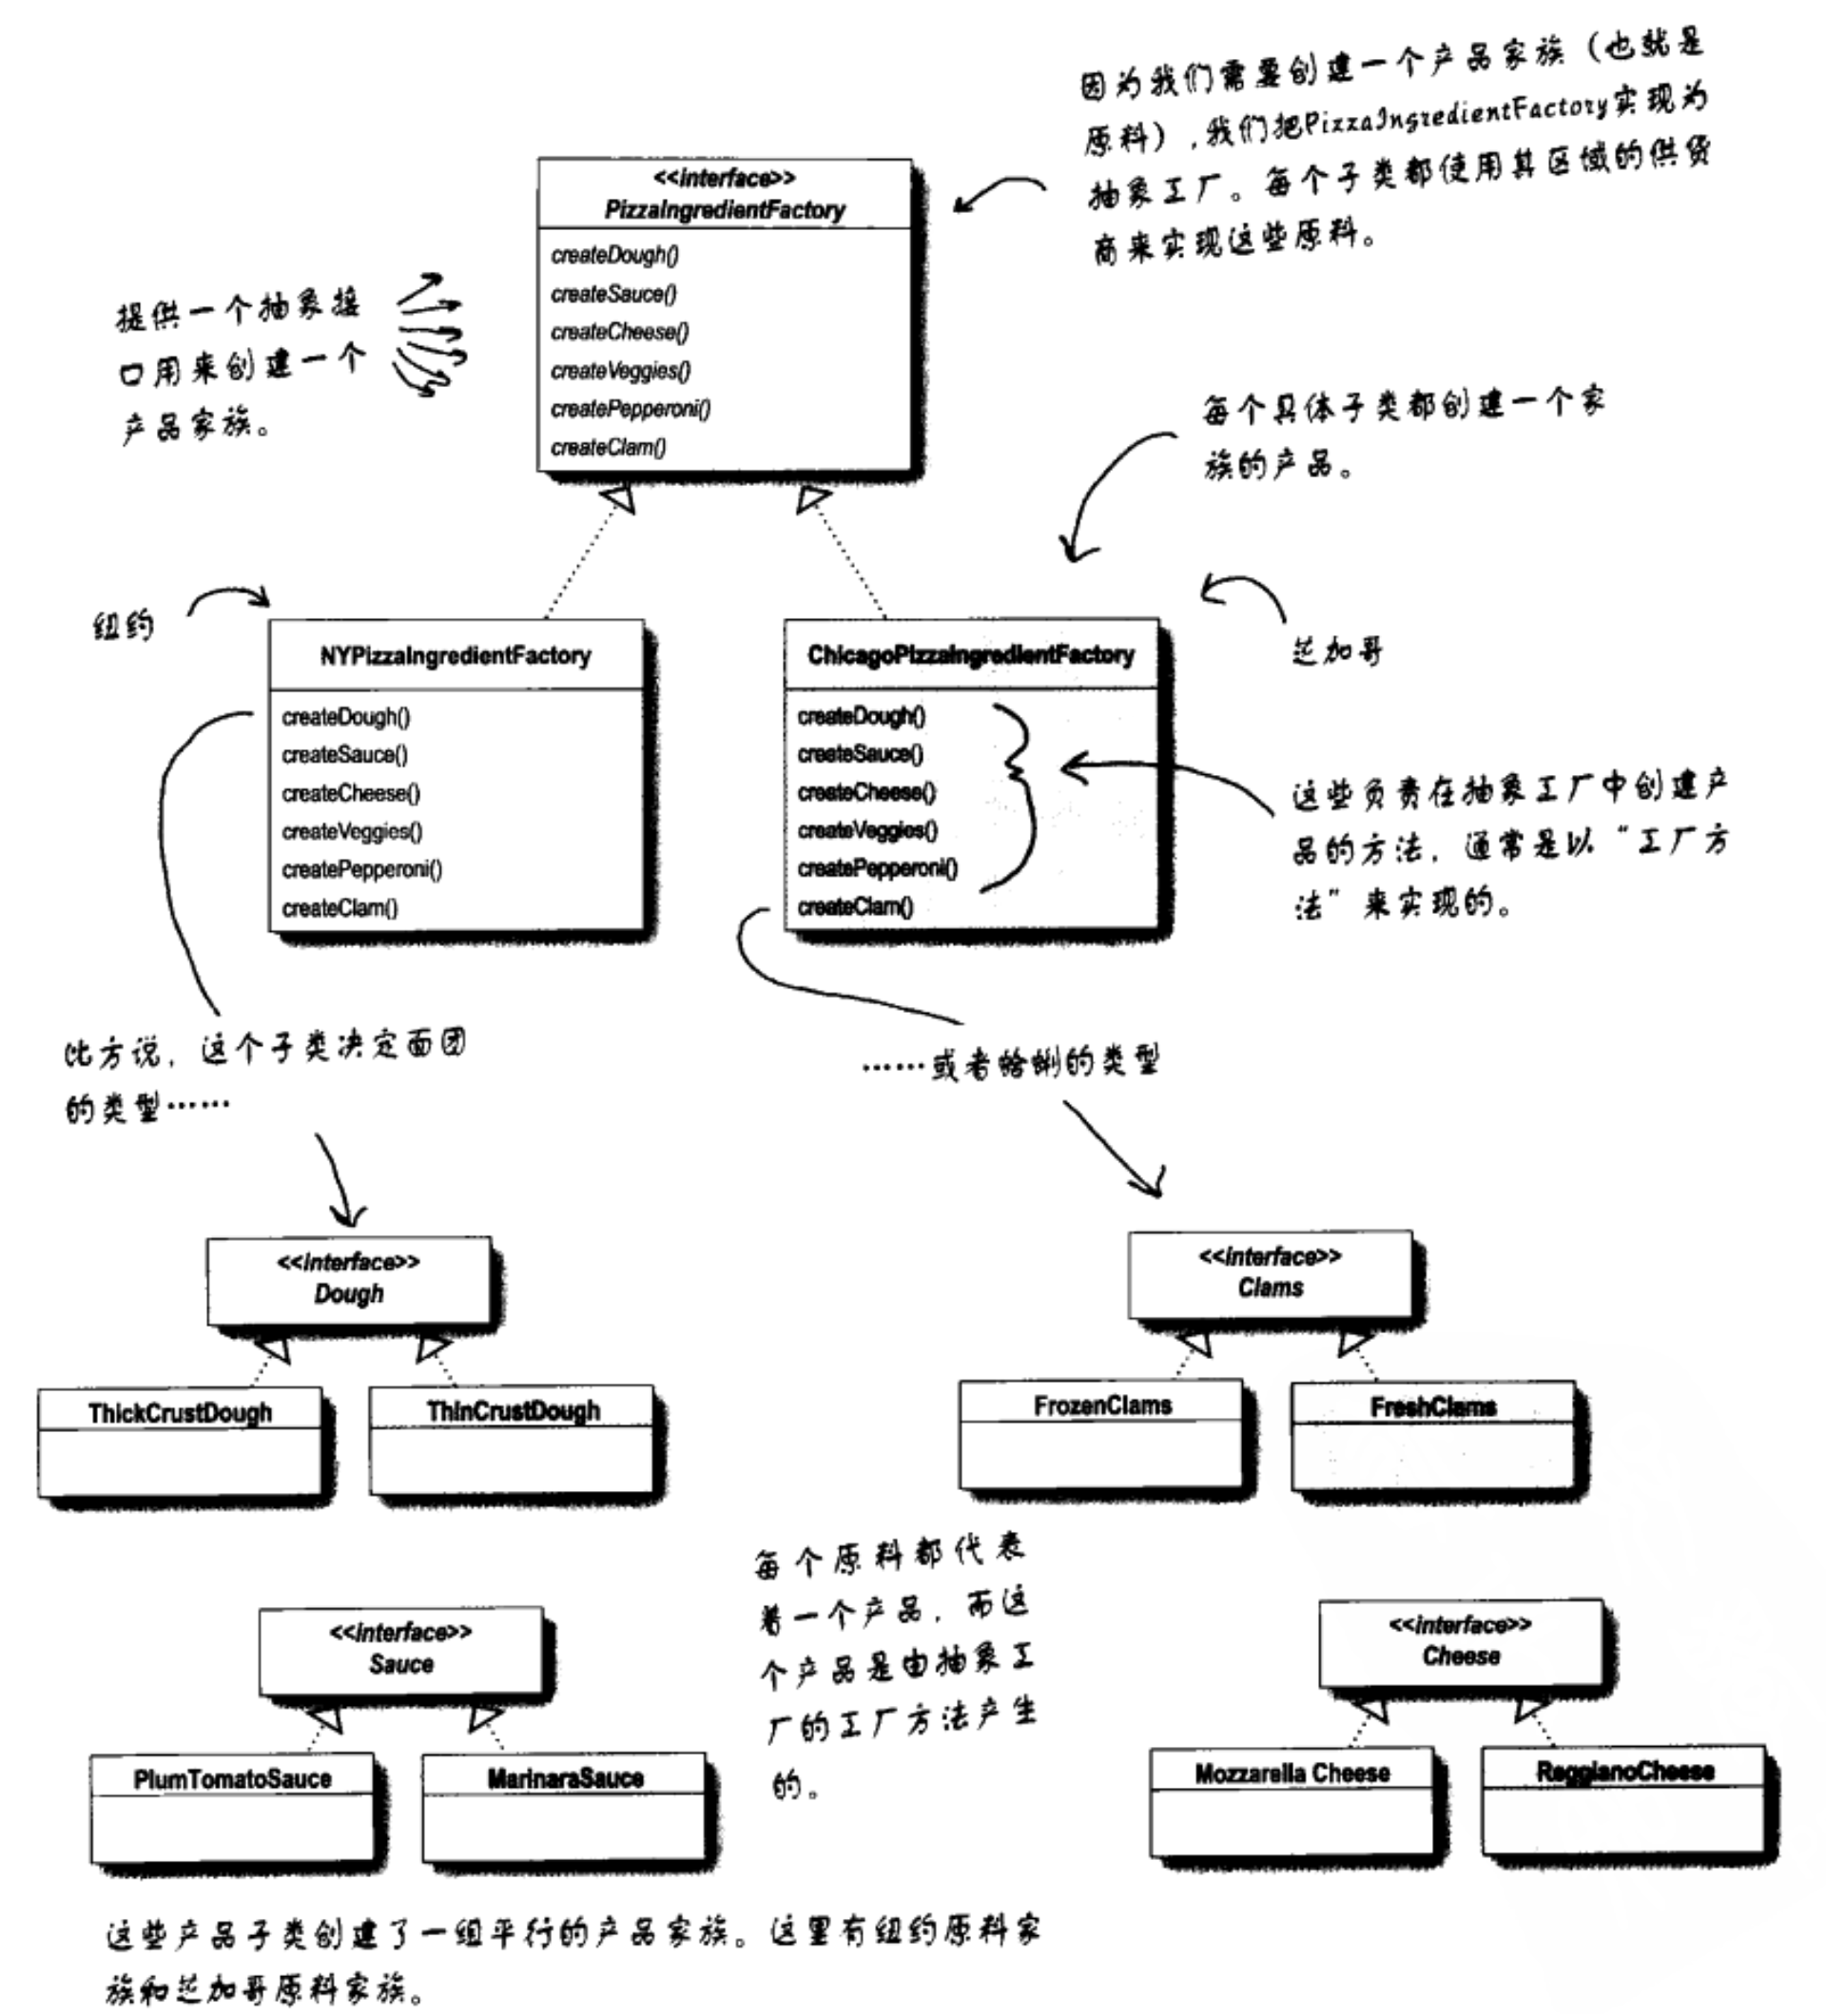 因为我们需要创建一个产品家族（也就是
原料），我们把PizzaIngredientFactory实现为
抽象工厂。每个子类都使用其区域的供货
商来实现这些原料。
<<interface>>
PizzaIngredientFactory
createDough()
createSauce()
createCheese()
createVeggies()
createPepperoni()
createClam()
提供一个抽象接
口用来创建一个
产品家族。
每个具体子类都创建一个家
族的产品。
纽约
芝加哥
NYPizzaIngredientFactory
createDough()
createSauce()
createCheese()
createVeggies()
createPepperoni()
createClam()
ChicagoPizzaIngredientFactory
createDough()
createSauce()
createCheese()
createVeggies()
createPepperoni()
createClam()
这些负责在抽象工厂中创建产
品的方法，通常是以“工厂方
法”来实现的。
比方说，这个子类决定面团
的类型……
……或者蛤蜊的类型
<<interface>>
Dough
ThickCrustDough
ThinCrustDough
<<interface>>
Clams
FrozenClams
FreshClams
每个原料都代表
着一个产品，而这
个产品是由抽象工
厂的工厂方法产生
的。
<<interface>>
Sauce
PlumTomatoSauce
MarinaraSauce
<<interface>>
Cheese
Mozzarella Cheese
ReggianoCheese
这些产品子类创建了一组平行的产品家族。这里有纽约原料家
族和芝加哥原料家族。